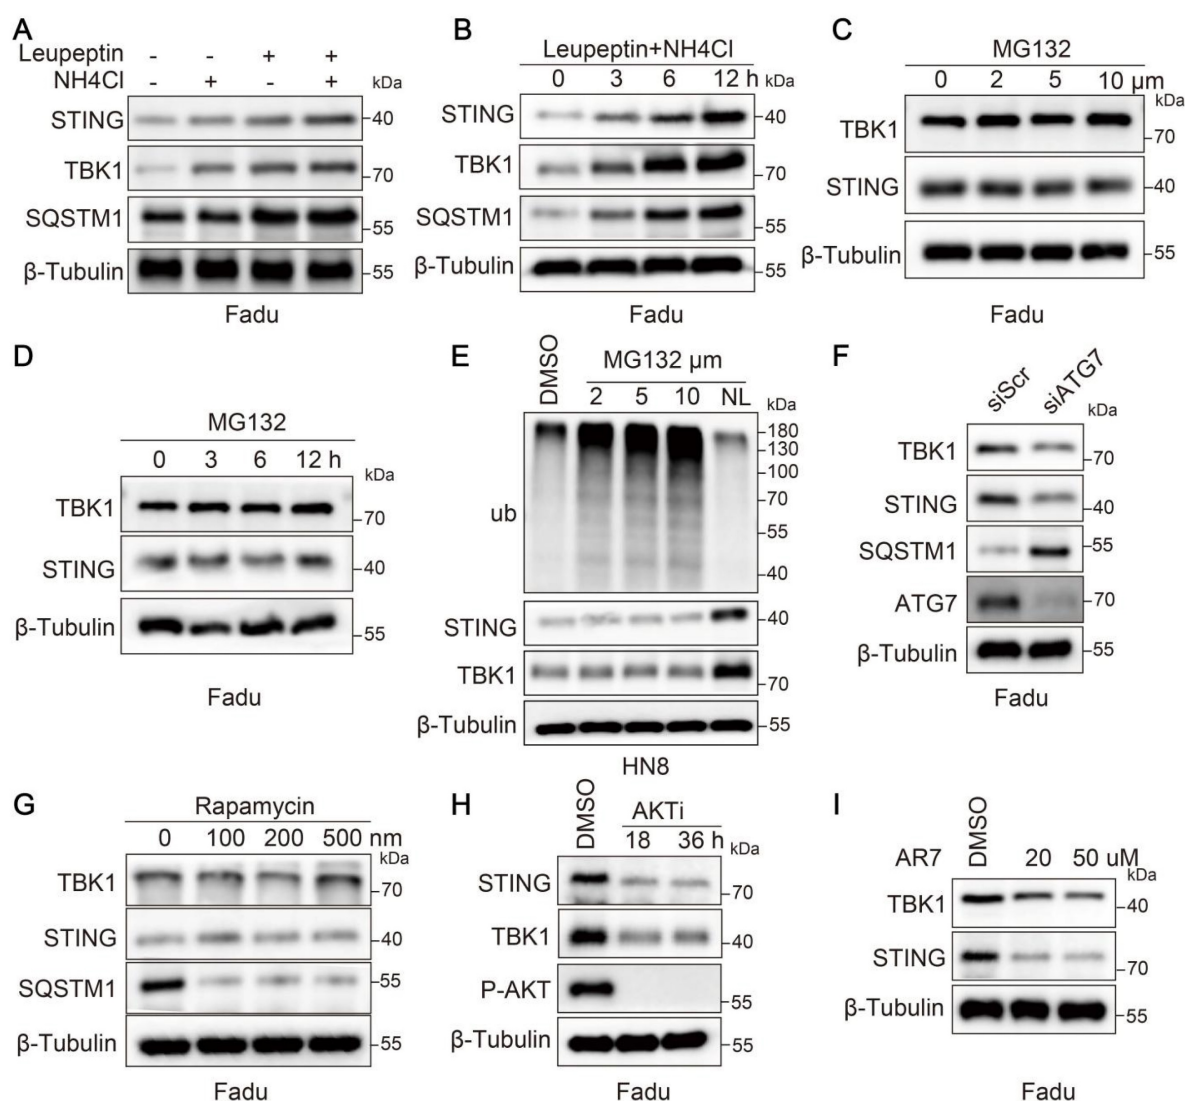 A
Leupeptin - - + +
NH4Cl - + - + kDa
STING 40
TBK1 70
SQSTM1 55
β-Tubulin 55
Fadu
B
Leupeptin+NH4Cl
0 3 6 12 h kDa
STING 40
TBK1 70
SQSTM1 55
β-Tubulin 55
Fadu
C
MG132
0 2 5 10 μm
kDa
TBK1 70
STING 40
β-Tubulin 55
Fadu
D
MG132
0 3 6 12 h
kDa
TBK1 70
STING 40
β-Tubulin 55
Fadu
E
DMSO
MG132 μm
2 5 10 NL
kDa
ub
180
130
100
70
55
40
STING 40
TBK1 70
β-Tubulin 55
HN8
F
siScr siATG7
kDa
TBK1 70
STING 40
SQSTM1 55
ATG7 70
β-Tubulin 55
Fadu
G
Rapamycin
0 100 200 500 nm
kDa
TBK1 70
STING 40
SQSTM1 55
β-Tubulin 55
Fadu
H
DMSO
AKTi
18 36 h
kDa
STING 70
TBK1 40
P-AKT 55
β-Tubulin 55
Fadu
I
DMSO
AR7 20 50 uM
kDa
TBK1 40
STING 70
β-Tubulin 55
Fadu